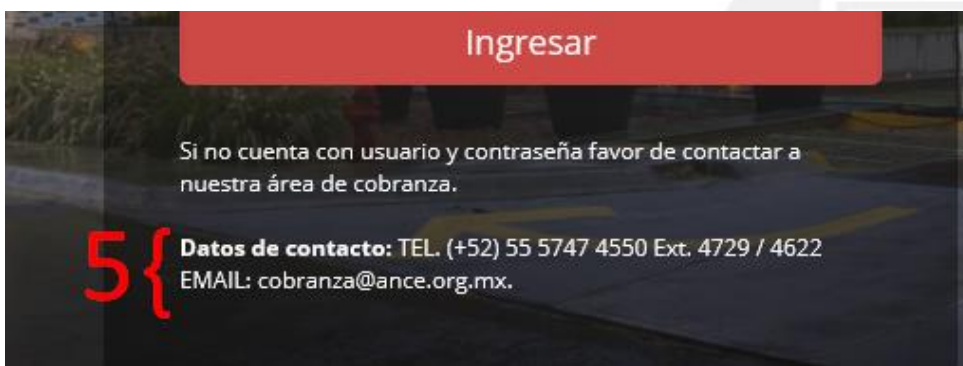 Ingresar
Si no cuenta con usuario y contraseña favor de contactar a
nuestra área de cobranza.
5 {
Datos de contacto: TEL. (+52) 55 5747 4550 Ext. 4729 / 4622
EMAIL: cobranza@ance.org.mx.